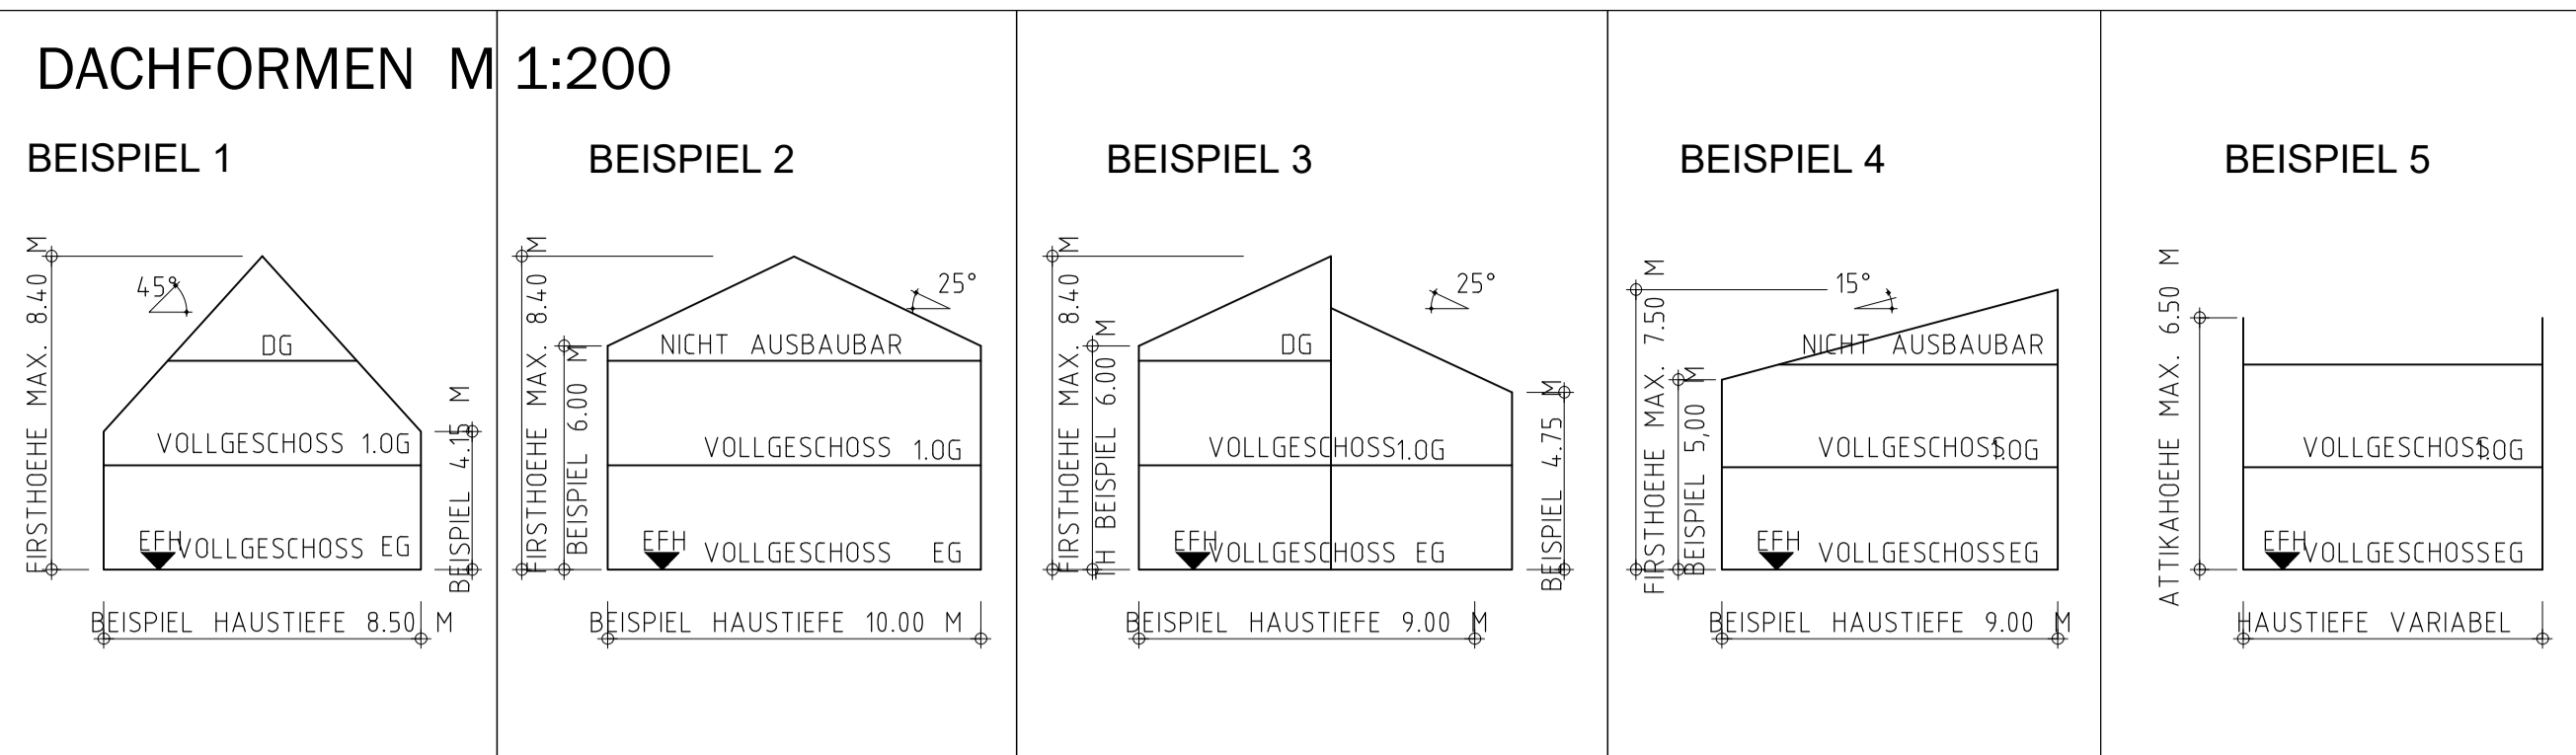 DACHFORMEN M 1:200
BEISPIEL 1
FIRSTHOEHE MAX. 8.40 M
45°
DG
VOLLGESCHOSS 1.OG
EFH
VOLLGESCHOSS EG
BEISPIEL 4.15 M
BEISPIEL HAUSTIEFE 8.50 M
BEISPIEL 2
FIRSTHOEHE MAX. 8.40 M
BEISPIEL 6.00 M
25°
NICHT AUSBAUBAR
VOLLGESCHOSS 1.OG
EFH
VOLLGESCHOSS EG
BEISPIEL HAUSTIEFE 10.00 M
BEISPIEL 3
FIRSTHOEHE MAX. 8.40 M
TH BEISPIEL 6.00 M
25°
DG
VOLLGESCHOSS 1.OG
EFH
VOLLGESCHOSS EG
BEISPIEL 4.75 M
BEISPIEL HAUSTIEFE 9.00 M
BEISPIEL 4
FIRSTHOEHE MAX. 7.50 M
BEISPIEL 5,00 M
15°
NICHT AUSBAUBAR
VOLLGESCHOSS 1.OG
EFH
VOLLGESCHOSS EG
BEISPIEL HAUSTIEFE 9.00 M
BEISPIEL 5
ATTIKAHOEHE MAX. 6.50 M
VOLLGESCHOSS 1.OG
EFH
VOLLGESCHOSS EG
HAUSTIEFE VARIABEL